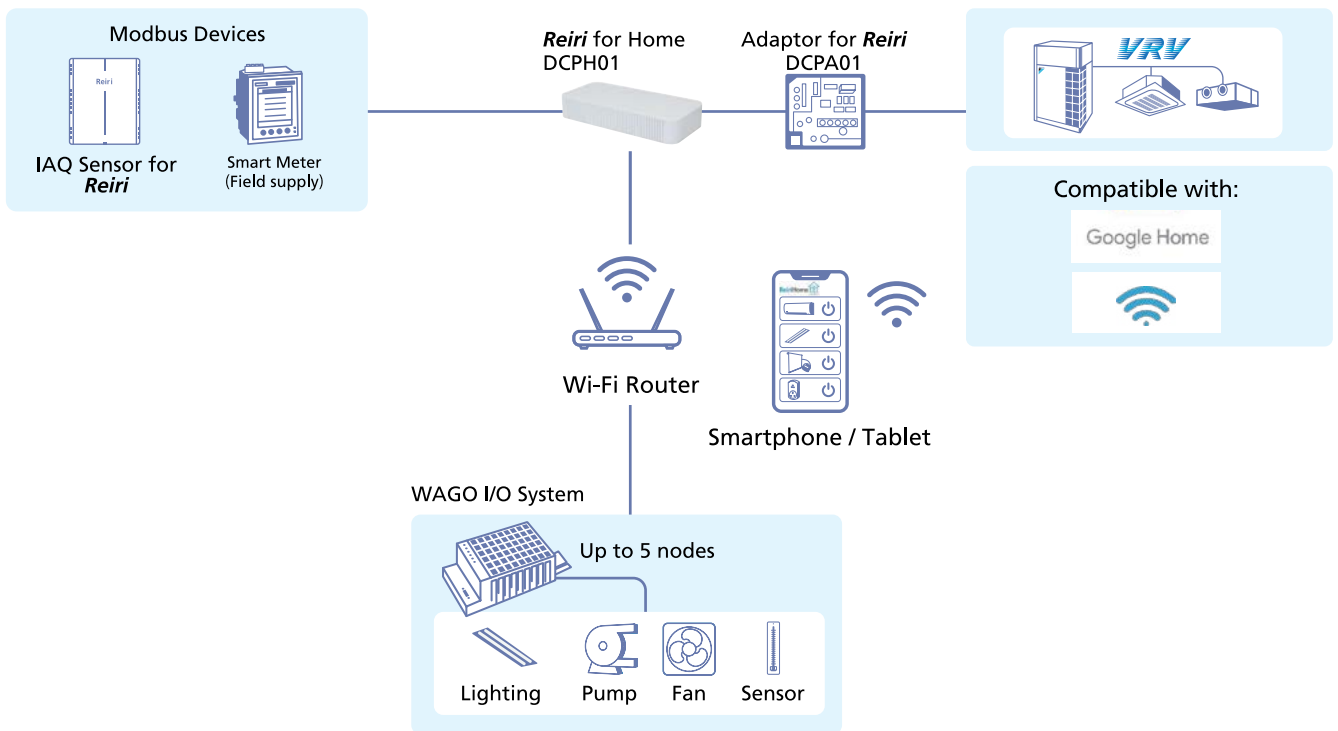 Modbus Devices
Reiri
IAQ Sensor for
Reiri
Smart Meter
(Field supply)
Reiri for Home
DCPH01
Adaptor for Reiri
DCPA01
VRV
Compatible with:
Google Home
Wi-Fi Router
ReiriHome
Smartphone / Tablet
WAGO I/O System
Up to 5 nodes
Lighting
Pump
Fan
Sensor